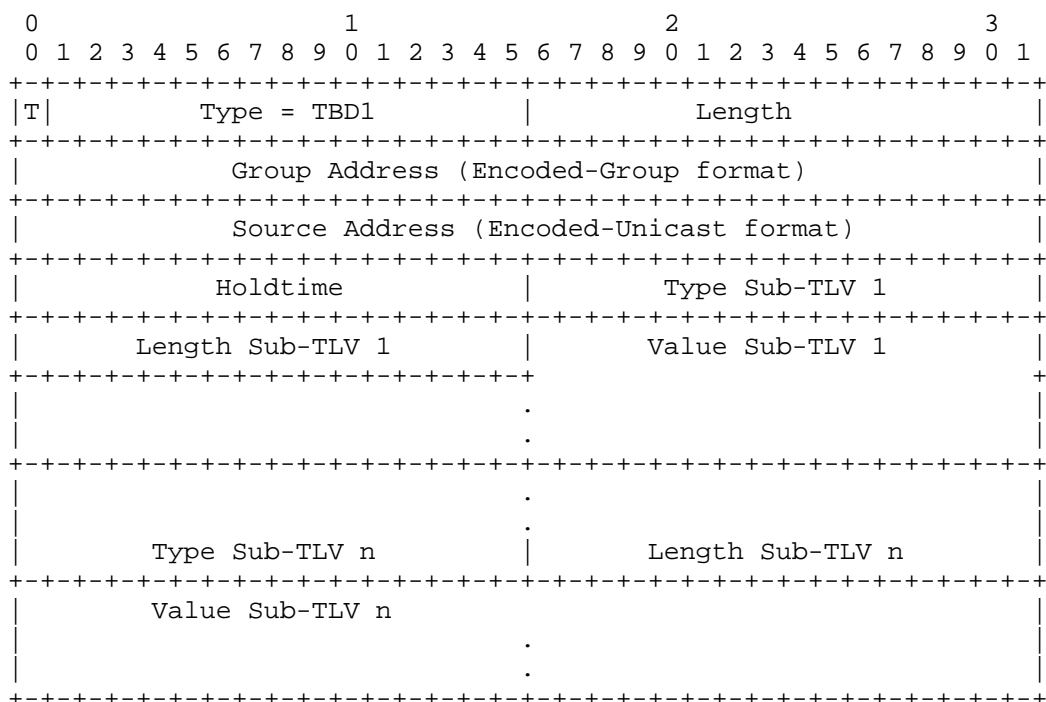 0                   1                   2                   3
 0 1 2 3 4 5 6 7 8 9 0 1 2 3 4 5 6 7 8 9 0 1 2 3 4 5 6 7 8 9 0 1
+-+-+-+-+-+-+-+-+-+-+-+-+-+-+-+-+-+-+-+-+-+-+-+-+-+-+-+-+-+-+-+-+
|T|         Type = TBD1         |          Length               |
+-+-+-+-+-+-+-+-+-+-+-+-+-+-+-+-+-+-+-+-+-+-+-+-+-+-+-+-+-+-+-+-+
|             Group Address (Encoded-Group format)              |
+-+-+-+-+-+-+-+-+-+-+-+-+-+-+-+-+-+-+-+-+-+-+-+-+-+-+-+-+-+-+-+-+
|             Source Address (Encoded-Unicast format)           |
+-+-+-+-+-+-+-+-+-+-+-+-+-+-+-+-+-+-+-+-+-+-+-+-+-+-+-+-+-+-+-+-+
|            Holdtime           |        Type Sub-TLV 1         |
+-+-+-+-+-+-+-+-+-+-+-+-+-+-+-+-+-+-+-+-+-+-+-+-+-+-+-+-+-+-+-+-+
|       Length Sub-TLV 1        |       Value Sub-TLV 1         |
+-+-+-+-+-+-+-+-+-+-+-+-+-+-+-+-+                               +
|                               .                               |
|                               .                               |
+-+-+-+-+-+-+-+-+-+-+-+-+-+-+-+-+-+-+-+-+-+-+-+-+-+-+-+-+-+-+-+-+
|                               .                               |
|                               .                               |
|        Type Sub-TLV n         |       Length Sub-TLV n        |
+-+-+-+-+-+-+-+-+-+-+-+-+-+-+-+-+-+-+-+-+-+-+-+-+-+-+-+-+-+-+-+-+
|        Value Sub-TLV n                                        |
|                               .                               |
|                               .                               |
+-+-+-+-+-+-+-+-+-+-+-+-+-+-+-+-+-+-+-+-+-+-+-+-+-+-+-+-+-+-+-+-+